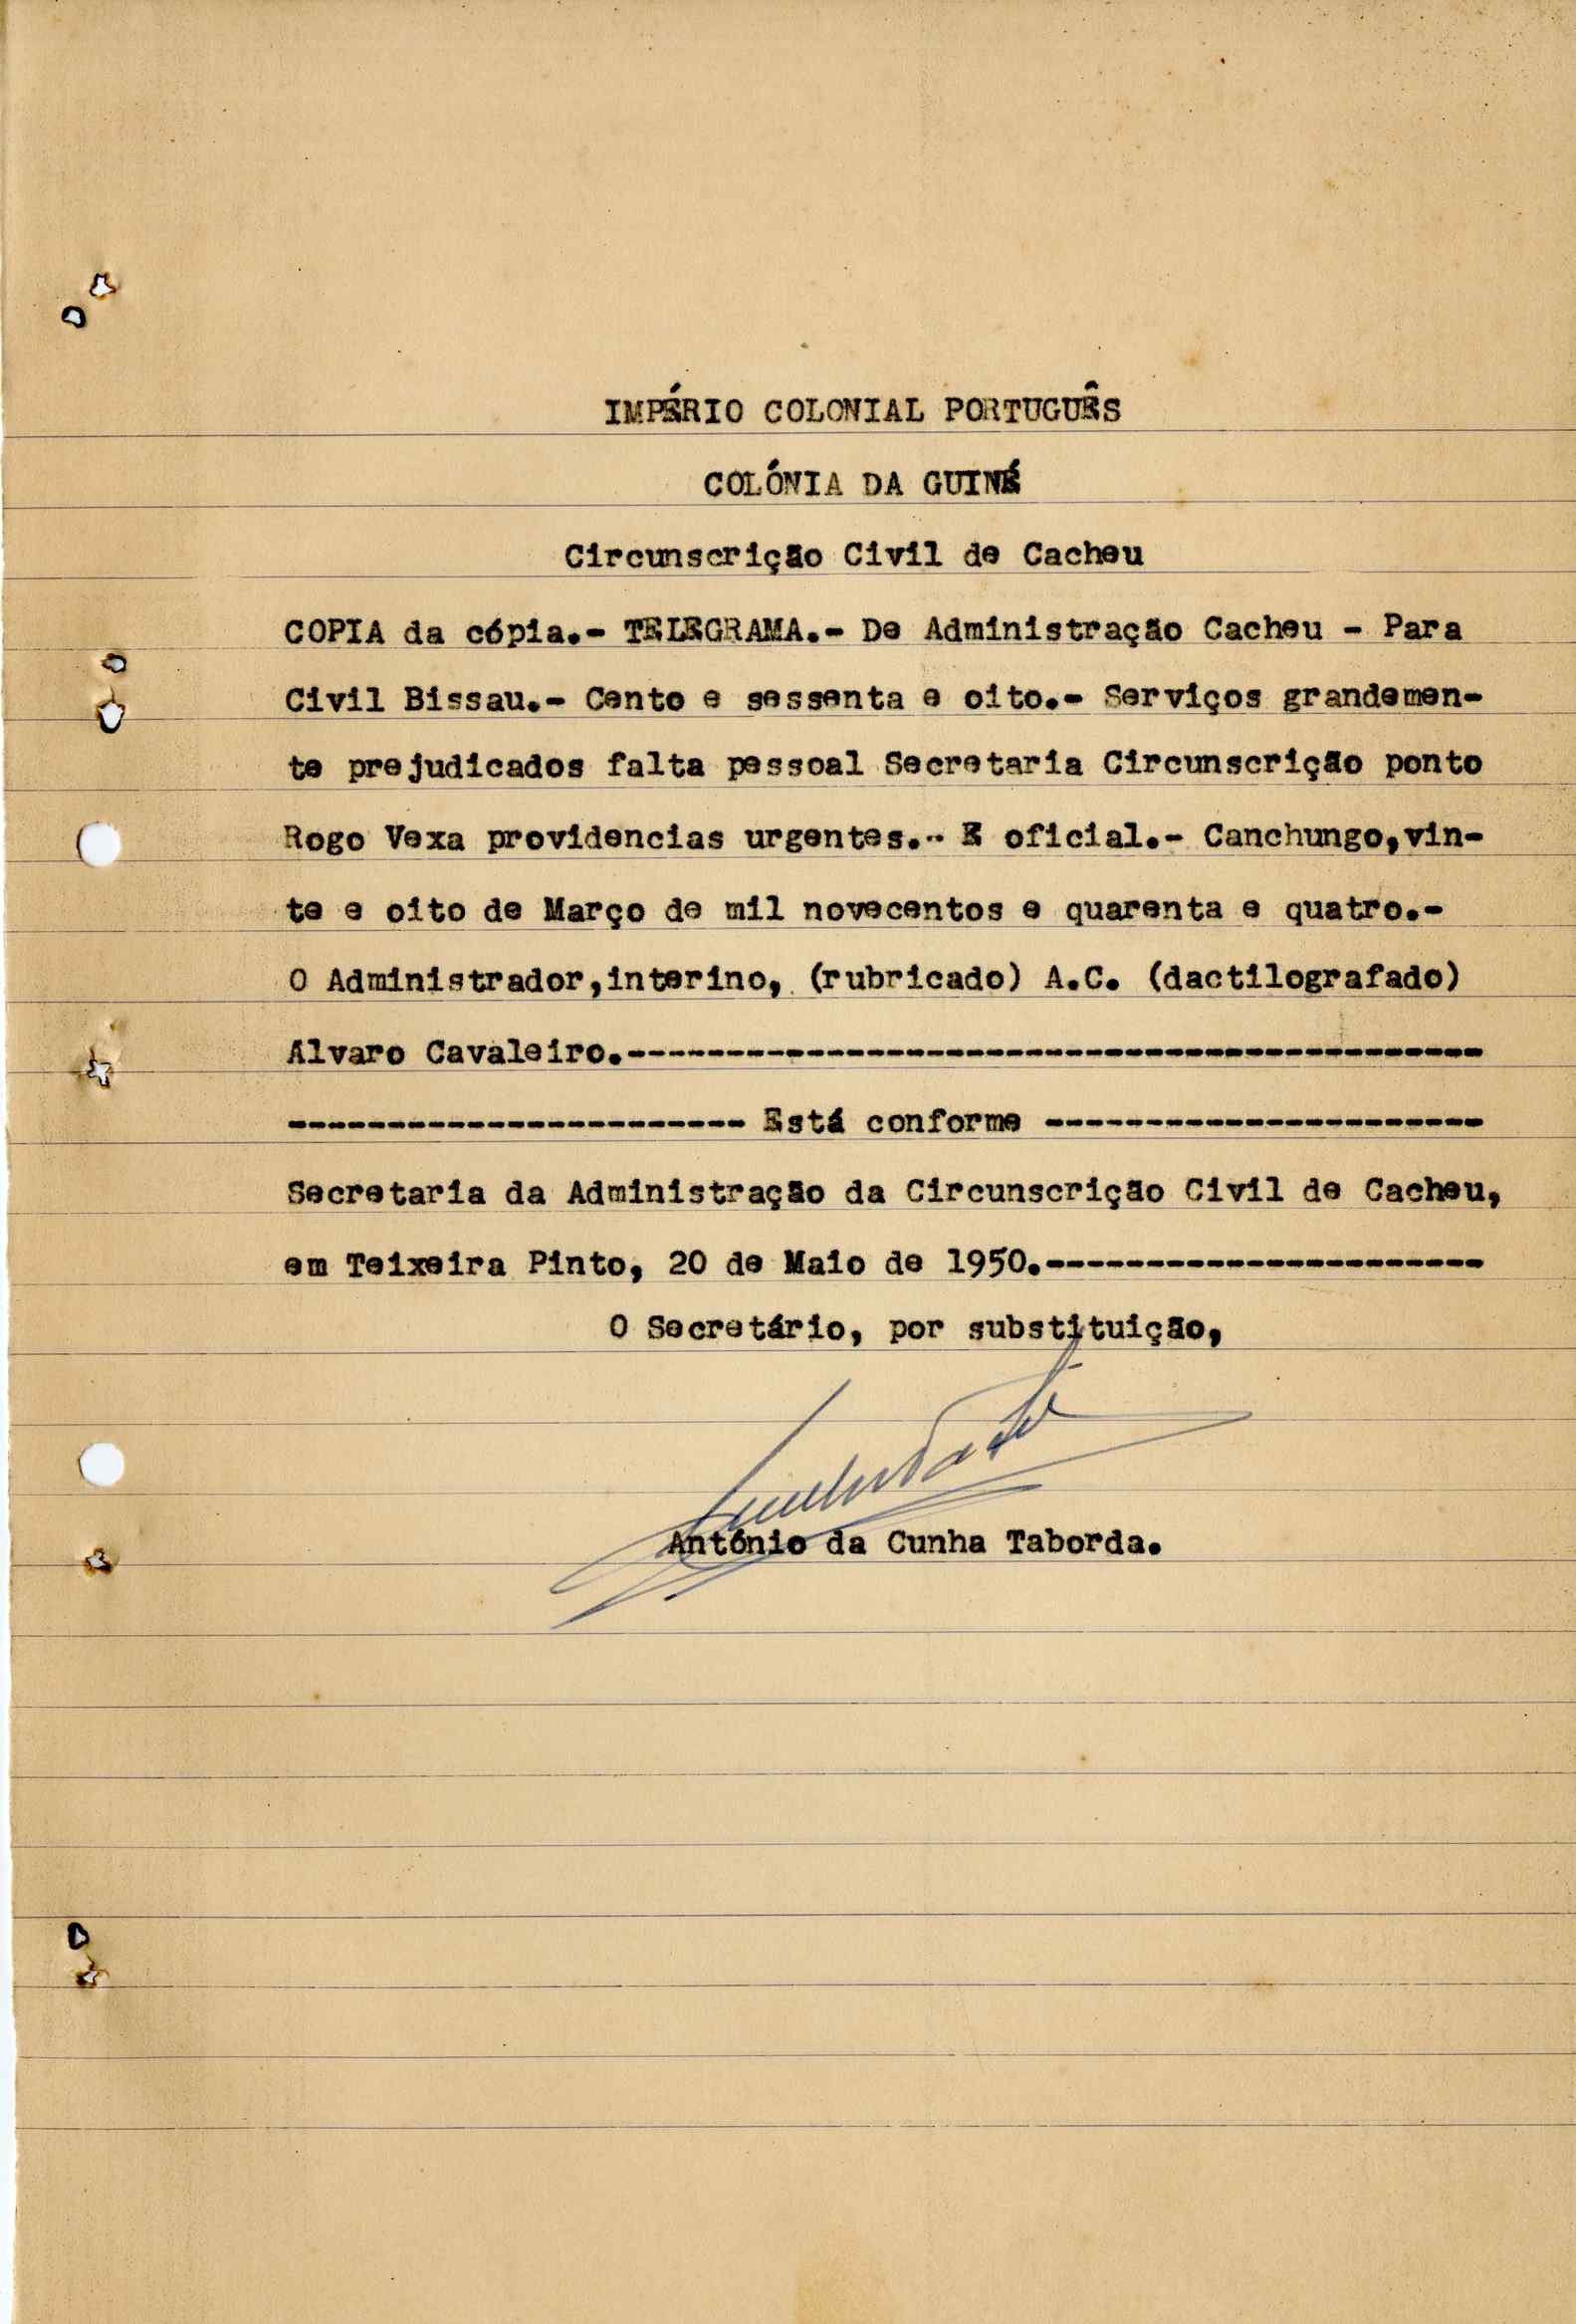 IMPÉRIO COLONIAL PORTUGUÊS
COLÓNIA DA GUINÉ
Circunscrição Civil de Cacheu
COPIA da cópia.- TELEGRAMA.- De Administração Cacheu - Para
Civil Bissau.- Cento e sessenta e oito.- Serviços grandemen-
te prejudicados falta pessoal Secretaria Circunscrição ponto
Rogo Vexa providencias urgentes.- E oficial.- Canchungo,vin-
te e oito de Março de mil novecentos e quarenta e quatro.-
O Administrador,interino, (rubricado) A.C. (dactilografado)
Alvaro Cavaleiro.-------------------------------------------
----------------------- Está conforme ----------------------
Secretaria da Administração da Circunscrição Civil de Cacheu,
em Teixeira Pinto, 20 de Maio de 1950.----------------------
O Secretário, por substituição,
António da Cunha Taborda.